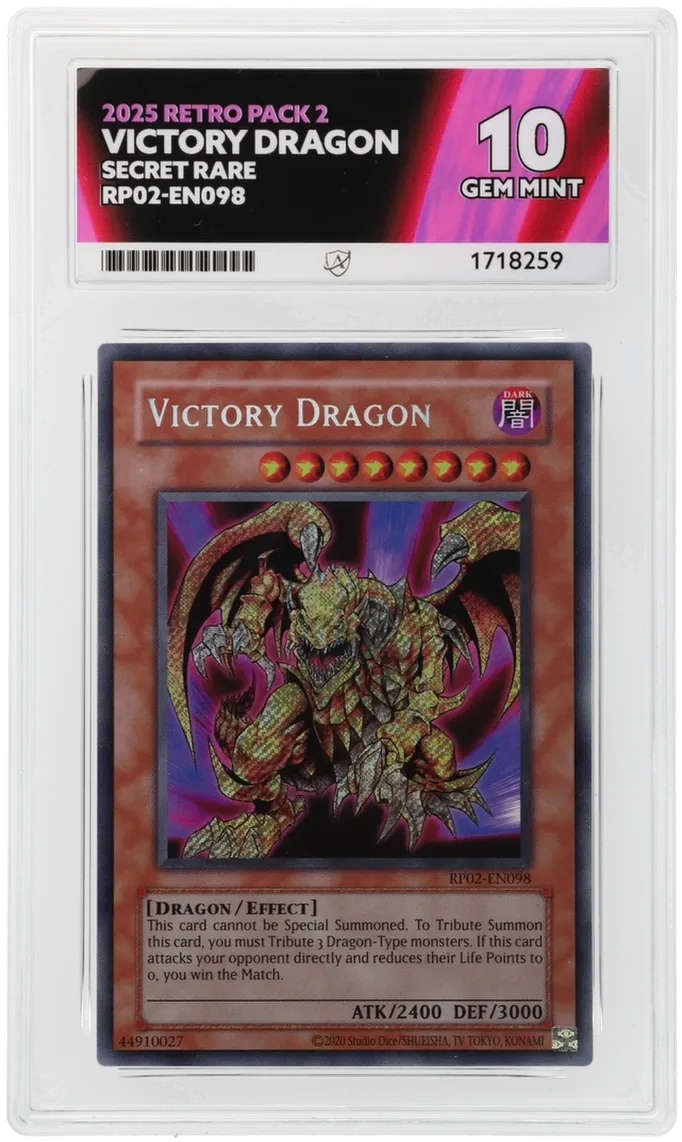 2025 RETRO PACK 2
VICTORY DRAGON
SECRET RARE
RP02-EN098
10
GEM MINT
1718259
VICTORY DRAGON
DARK
闇
RP02-EN098
[DRAGON/EFFECT]
This card cannot be Special Summoned. To Tribute Summon
this card, you must Tribute 3 Dragon-Type monsters. If this card
attacks your opponent directly and reduces their Life Points to
0, you win the Match.
ATK/2400 DEF/3000
44910027
©2020 Studio Dice/SHUEISHA, TV TOKYO, KONAMI